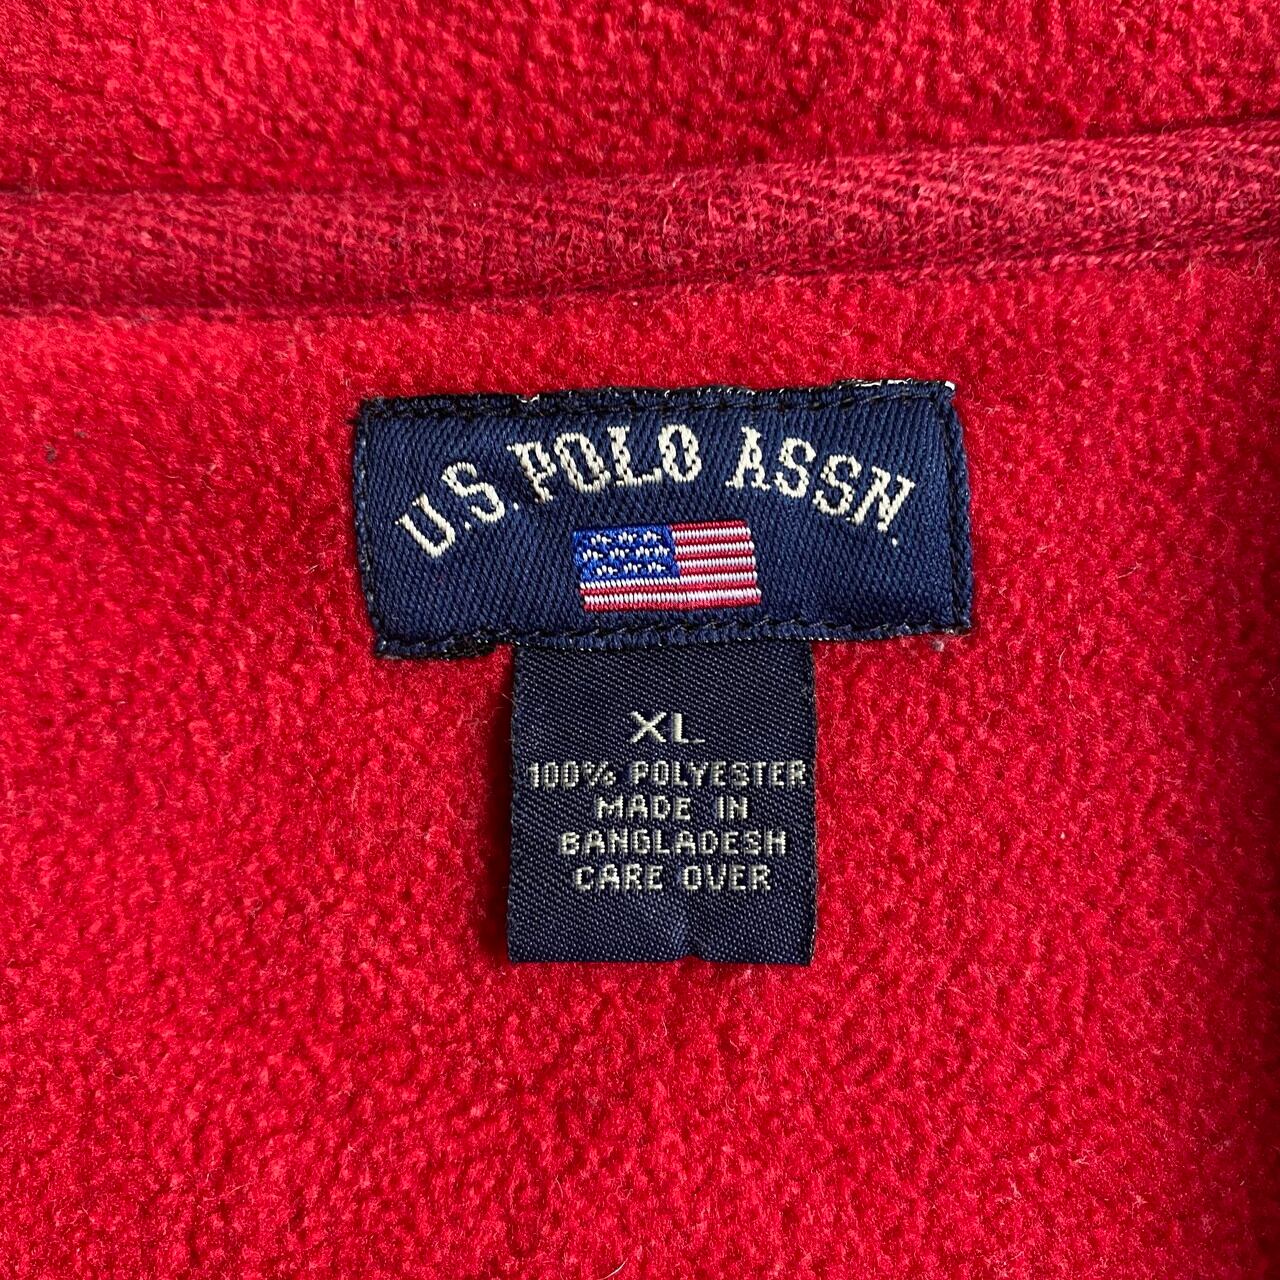 U.S. POLO ASSN.
XL
100% POLYESTER
MADE IN
BANGLADESH
CARE OVER